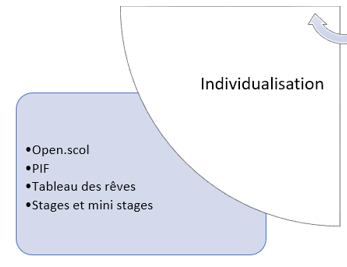 Individualisation
•Open.scol
•PIF
•Tableau des rêves
•Stages et mini stages